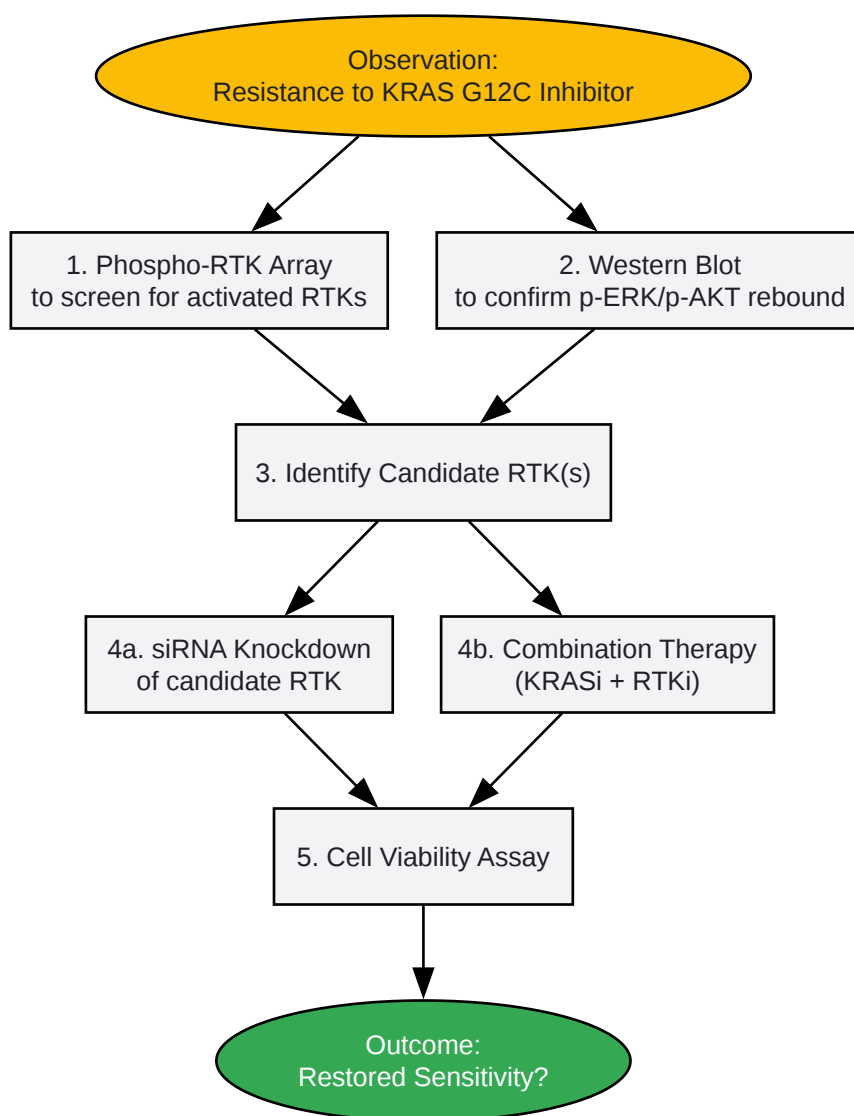 Observation:
Resistance to KRAS G12C Inhibitor
1. Phospho-RTK Array
to screen for activated RTKs
2. Western Blot
to confirm p-ERK/p-AKT rebound
3. Identify Candidate RTK(s)
4a. siRNA Knockdown
of candidate RTK
4b. Combination Therapy
(KRASi + RTKi)
5. Cell Viability Assay
Outcome:
Restored Sensitivity?